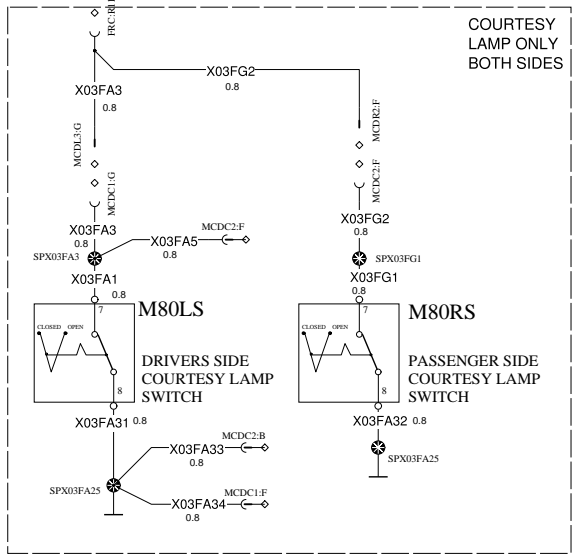 FRC:R11
COURTESY
LAMP ONLY
BOTH SIDES
X03FG2
0.8
X03FA3
0.8
MCDL3:G
MCDC1:G
MCDR2:F
MCDC2:F
X03FA3
0.8
X03FA5
0.8
MCDC2:F
X03FG2
0.8
SPX03FA3
SPX03FG1
X03FA1
0.8
X03FG1
0.8
7
M80LS
CLOSED OPEN
DRIVERS SIDE
COURTESY LAMP
SWITCH
8
7
M80RS
CLOSED OPEN
PASSENGER SIDE
COURTESY LAMP
SWITCH
8
X03FA31 0.8
X03FA32 0.8
X03FA33
0.8
MCDC2:B
SPX03FA25
SPX03FA25
X03FA34
0.8
MCDC1:F